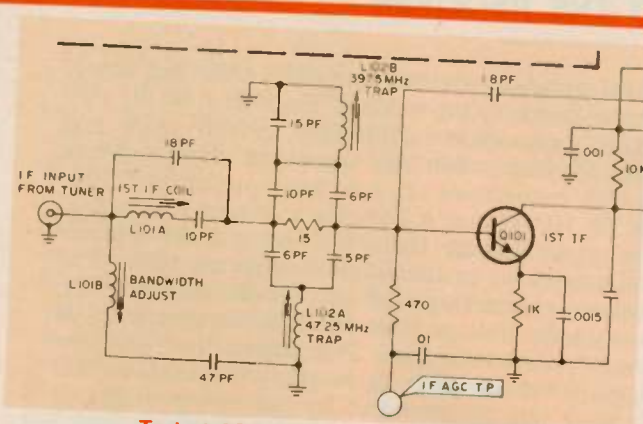 L102B
39.75 MHz
TRAP
18 PF
15 PF
18 PF
.001
IF INPUT
FROM TUNER
1ST IF COIL
10 PF
6 PF
L101A
10 PF
15
Q101
1ST IF
6 PF
5 PF
L101B
BANDWIDTH
ADJUST
L102A
47.25 MHz
TRAP
470
1K
.0015
.01
47 PF
IF AGC TP